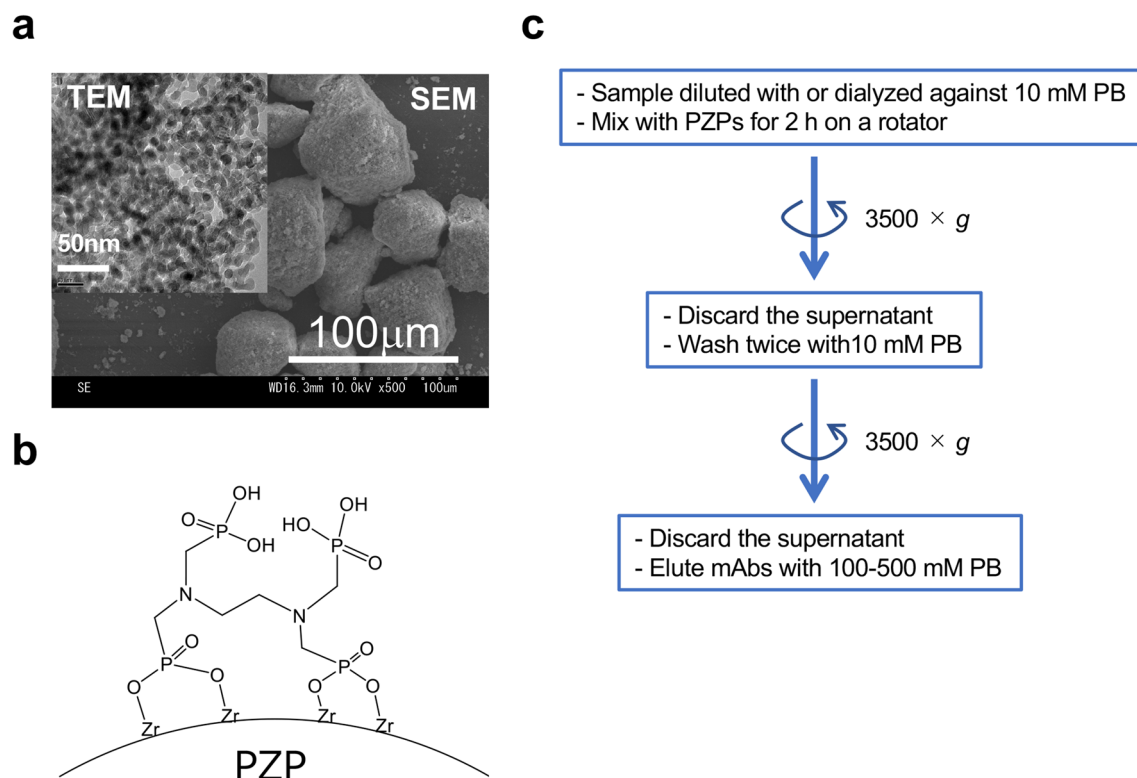 a
TEM
SEM
50nm
100μm
SE
WD16.3mm 10.0kV x500 100um
b
OH
OH
O
P
OH
HO
P
O
N
N
P
O
O
O
P
O
O
O
Zr
Zr
Zr
Zr
PZP
c
- Sample diluted with or dialyzed against 10 mM PB
- Mix with PZPs for 2 h on a rotator
3500 × g
- Discard the supernatant
- Wash twice with10 mM PB
3500 × g
- Discard the supernatant
- Elute mAbs with 100-500 mM PB